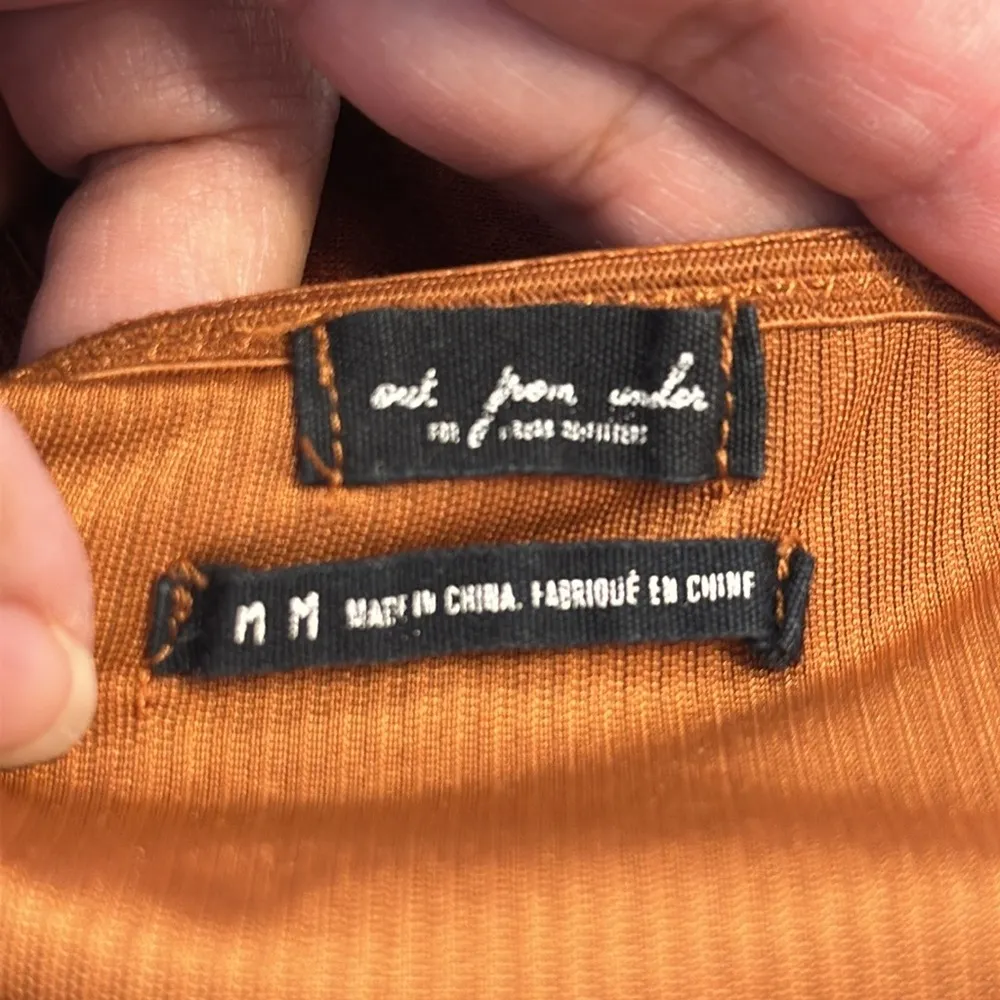 out from under
FOR URBAN OUTFITTERS
M M MADE IN CHINA. FABRIQUÉ EN CHINE